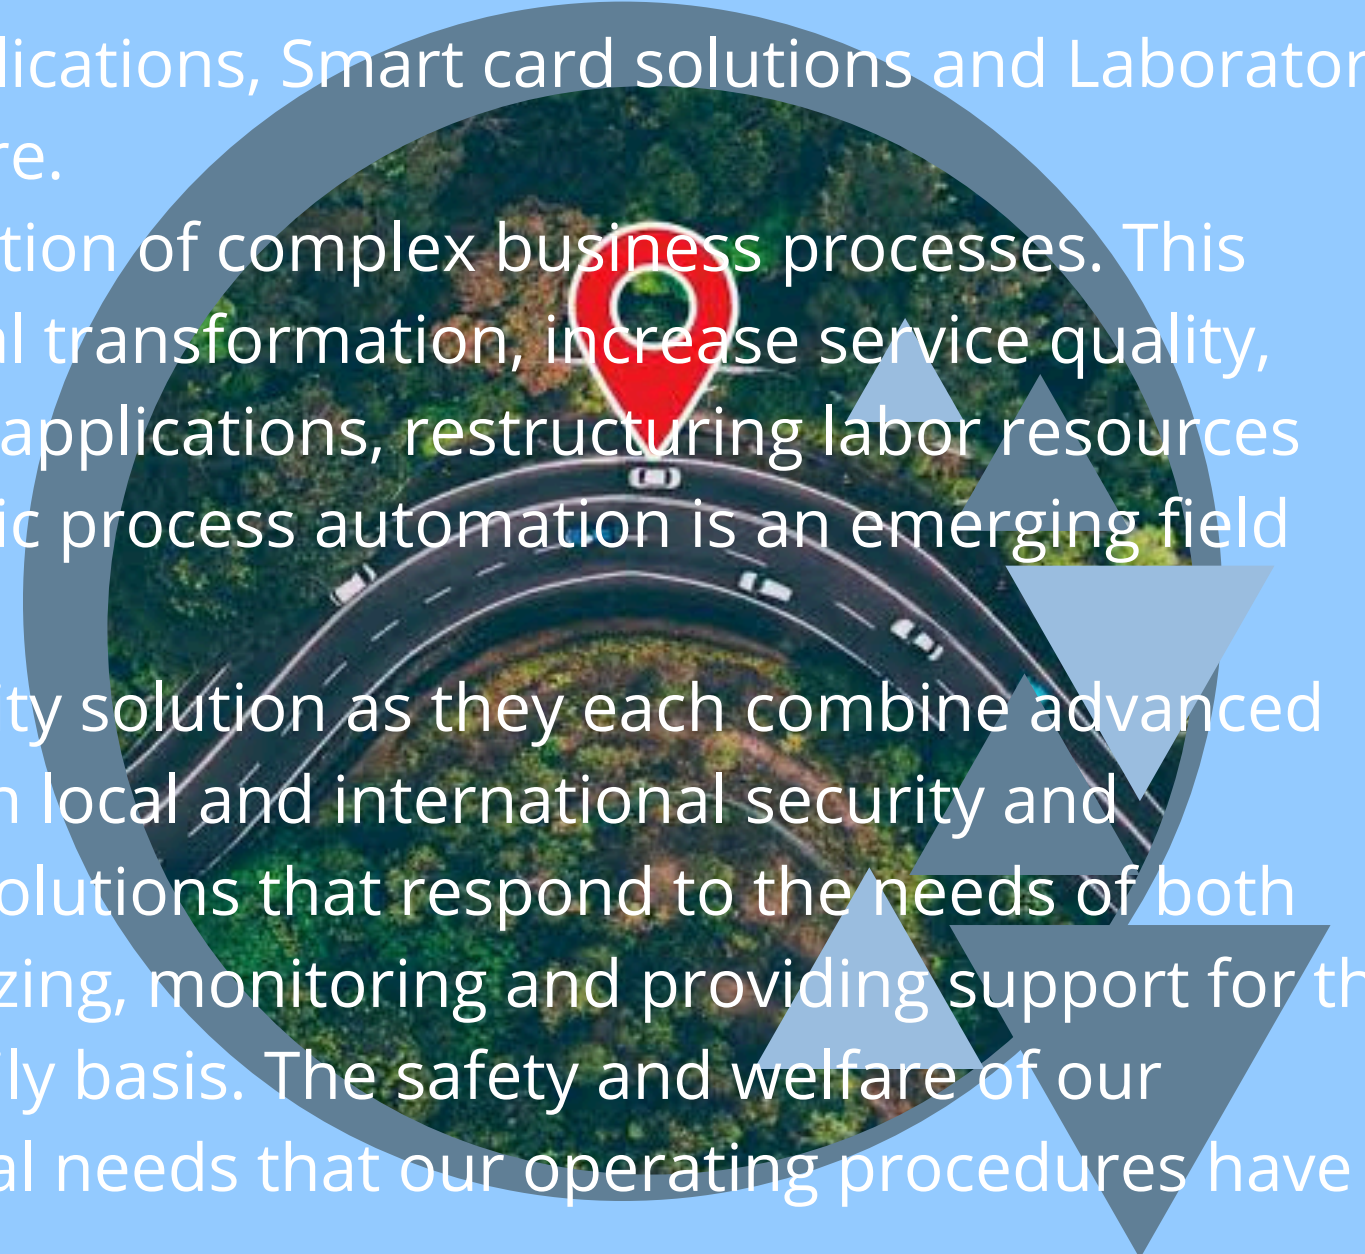 lications, Smart card solutions and Laborator
re.
tion of complex business processes. This
al transformation, increase service quality,
applications, restructuring labor resources
ic process automation is an emerging field
ity solution as they each combine advanced
n local and international security and
olutions that respond to the needs of both
zing, monitoring and providing support for th
ily basis. The safety and welfare of our
al needs that our operating procedures have